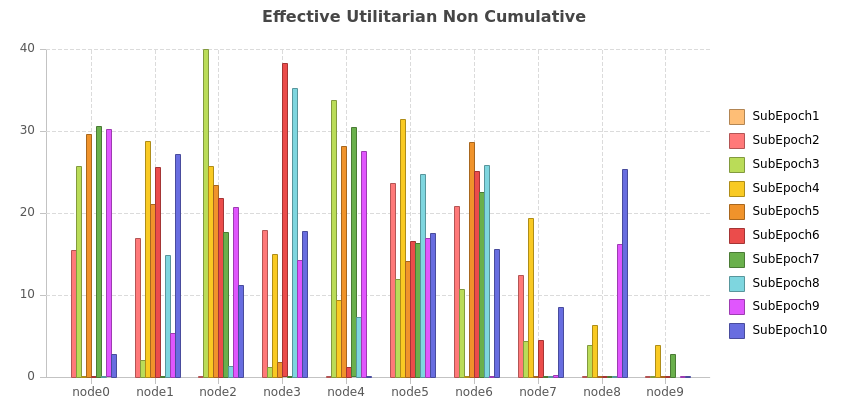 Effective Utilitarian Non Cumulative
40
30
20
10
0
node0 node1 node2 node3 node4 node5 node6 node7 node8 node9
SubEpoch1
SubEpoch2
SubEpoch3
SubEpoch4
SubEpoch5
SubEpoch6
SubEpoch7
SubEpoch8
SubEpoch9
SubEpoch10